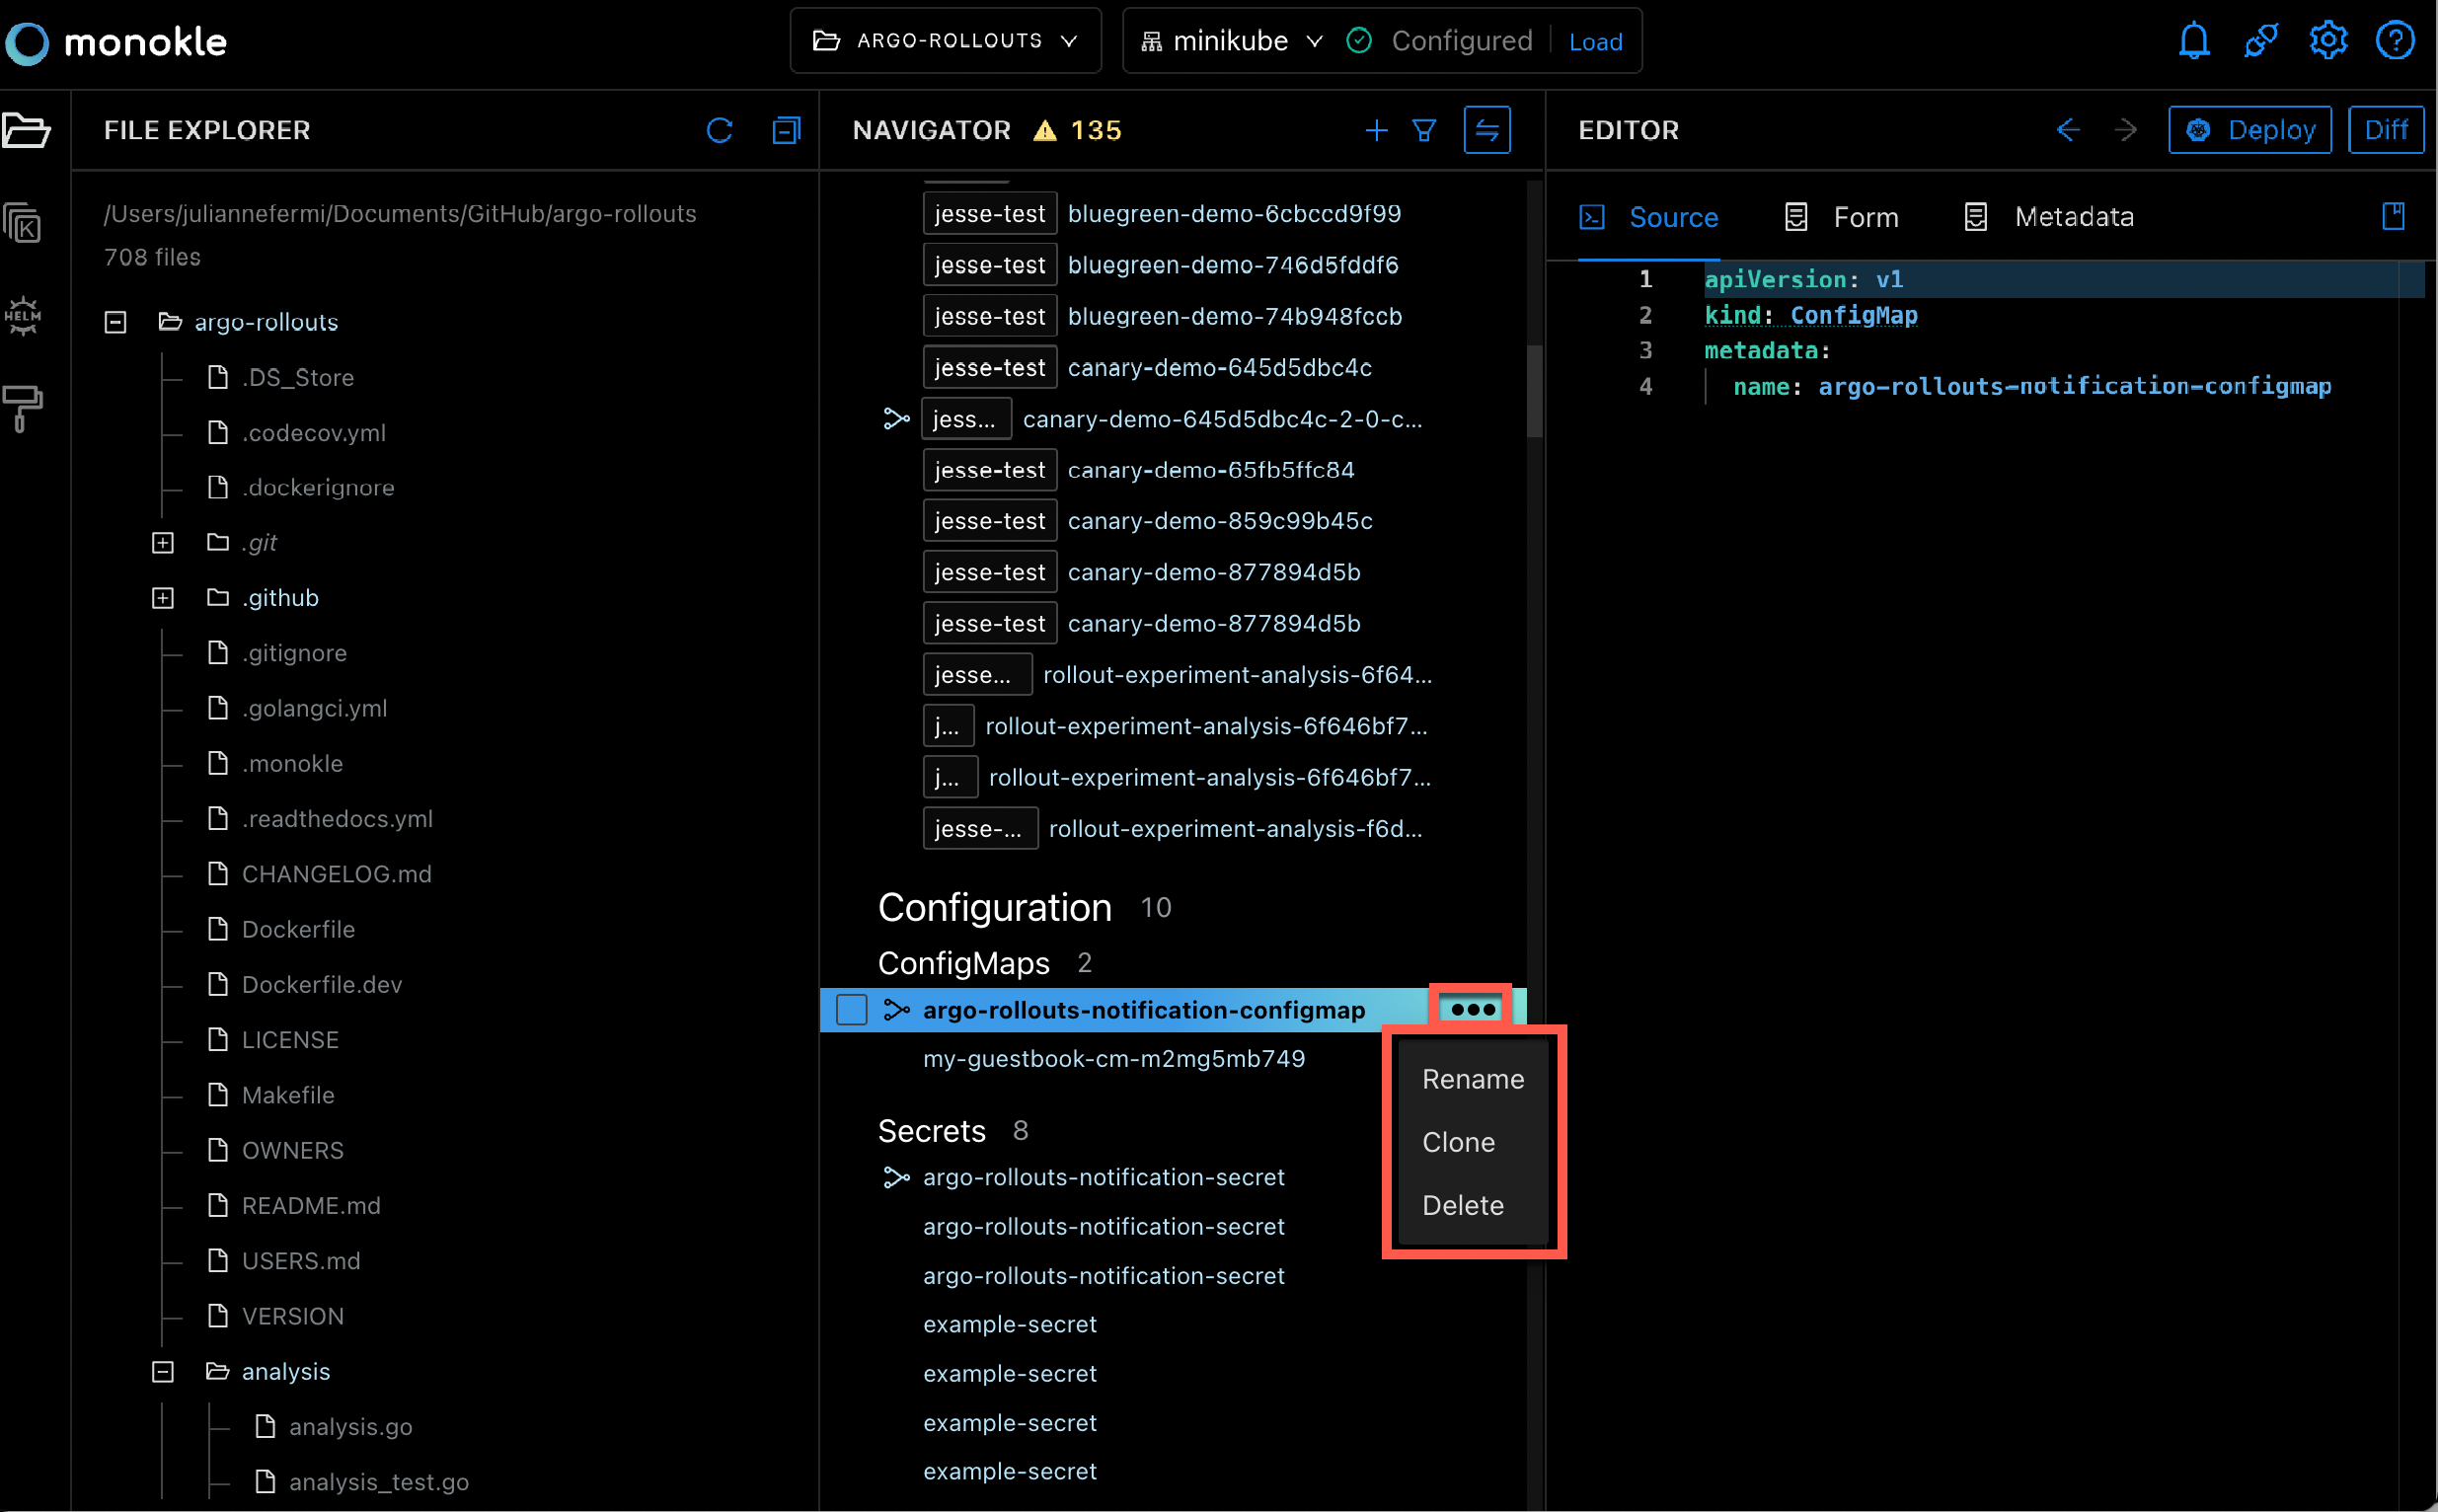 monokle
ARGO-ROLLOUTS
minikube
Configured
Load
HELM
FILE EXPLORER
/Users/juliannefermi/Documents/GitHub/argo-rollouts
708 files
argo-rollouts
.DS_Store
.codecov.yml
.dockerignore
.git
.github
.gitignore
.golangci.yml
.monokle
.readthedocs.yml
CHANGELOG.md
Dockerfile
Dockerfile.dev
LICENSE
Makefile
OWNERS
README.md
USERS.md
VERSION
analysis
analysis.go
analysis_test.go
NAVIGATOR 135
jesse-test bluegreen-demo-6cbccd9f99
jesse-test bluegreen-demo-746d5fddf6
jesse-test bluegreen-demo-74b948fccb
jesse-test canary-demo-645d5dbc4c
jess... canary-demo-645d5dbc4c-2-0-c...
jesse-test canary-demo-65fb5ffc84
jesse-test canary-demo-859c99b45c
jesse-test canary-demo-877894d5b
jesse-test canary-demo-877894d5b
jesse... rollout-experiment-analysis-6f64...
j... rollout-experiment-analysis-6f646bf7...
j... rollout-experiment-analysis-6f646bf7...
jesse-... rollout-experiment-analysis-f6d...
Configuration 10
ConfigMaps 2
argo-rollouts-notification-configmap
my-guestbook-cm-m2mg5mb749
Rename
Clone
Delete
Secrets 8
argo-rollouts-notification-secret
argo-rollouts-notification-secret
argo-rollouts-notification-secret
example-secret
example-secret
example-secret
example-secret
EDITOR
Deploy
Diff
Source
Form
Metadata
1 apiVersion: v1
2 kind: ConfigMap
3 metadata:
4 name: argo-rollouts-notification-configmap